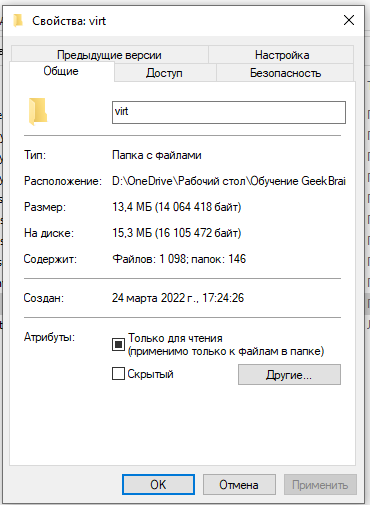 Свойства: virt
Предыдущие версии
Настройка
Общие
Доступ
Безопасность
virt
Тип: Папка с файлами
Расположение: D:\OneDrive\Рабочий стол\Обучение GeekBrai
Размер: 13,4 МБ (14 064 418 байт)
На диске: 15,3 МБ (16 105 472 байт)
Содержит: Файлов: 1 098; папок: 146
Создан: 24 марта 2022 г., 17:24:26
Атрибуты: Только для чтения
(применимо только к файлам в папке)
Скрытый
Другие...
OK
Отмена
Применить